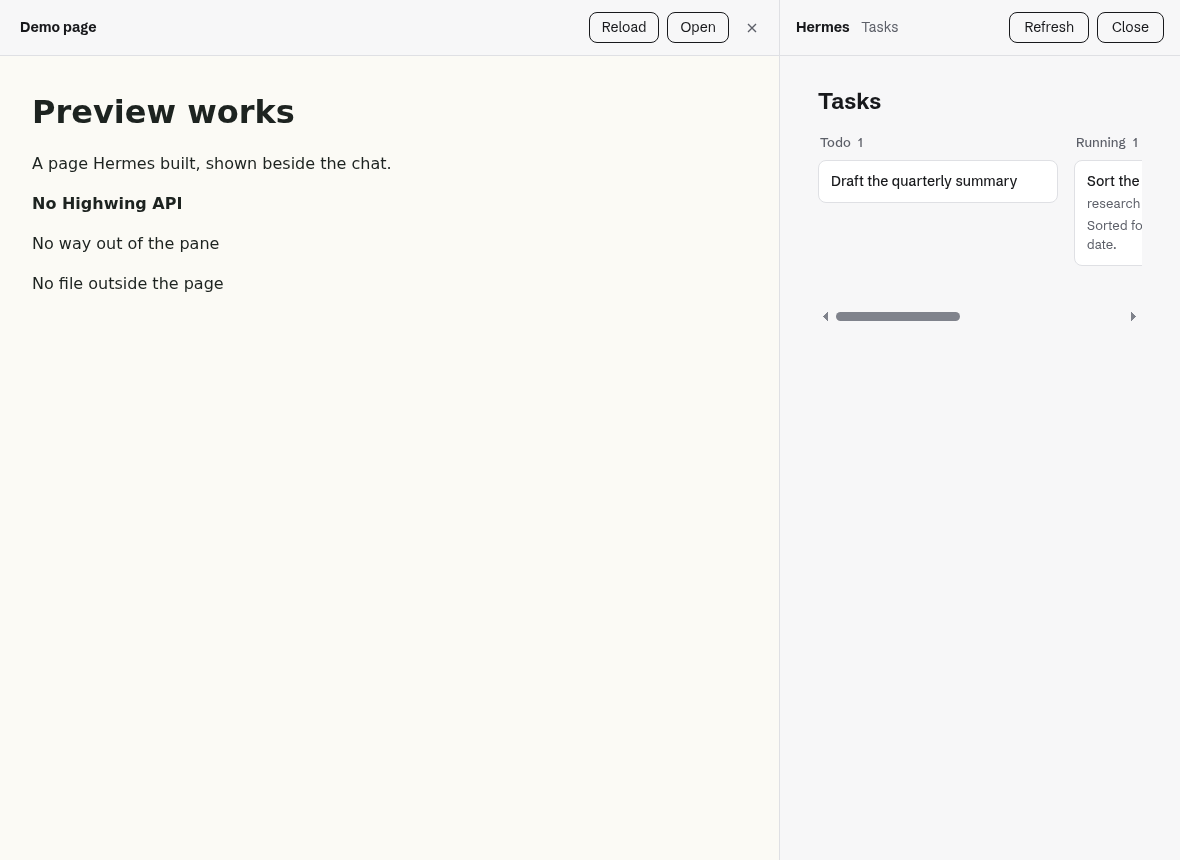 Demo page
Reload
Open
×
Preview works
A page Hermes built, shown beside the chat.
No Highwing API
No way out of the pane
No file outside the page
Hermes Tasks
Refresh
Close
Tasks
Todo 1
Draft the quarterly summary
Running 1
Sort the
research
Sorted fo
date.